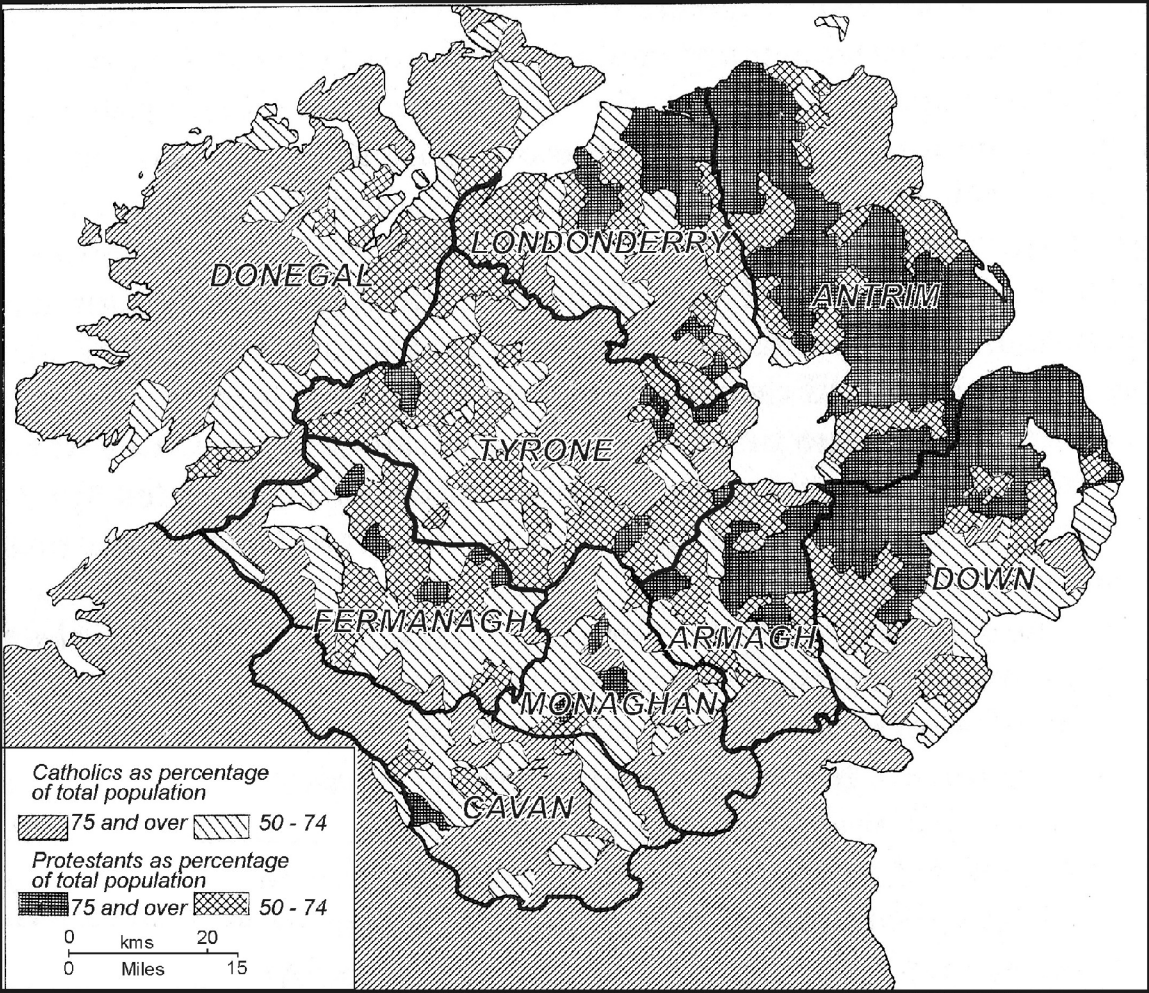 LONDONDERRY
DONEGAL
ANTRIM
TYRONE
DOWN
FERMANAGH
ARMAGH
MONAGHAN
CAVAN
Catholics as percentage
of total population
75 and over 50 - 74
Protestants as percentage
of total population
75 and over 50 - 74
0 kms 20
0 Miles 15